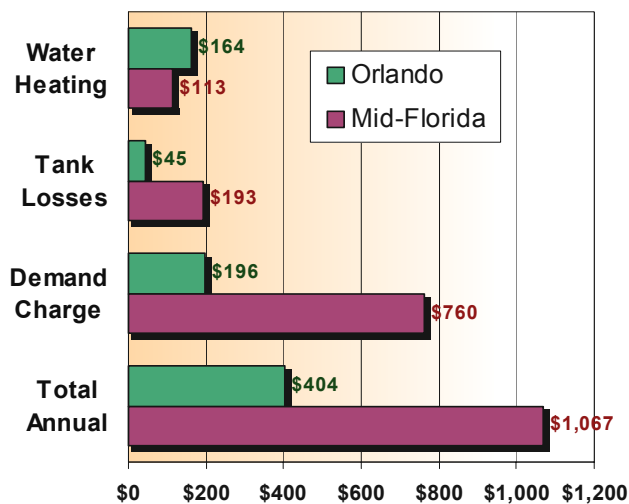 Water
Heating
$164
$113
Orlando
Mid-Florida
Tank
Losses
$45
$193
Demand
Charge
$196
$760
Total
Annual
$404
$1,067
$0 $200 $400 $600 $800 $1,000 $1,200